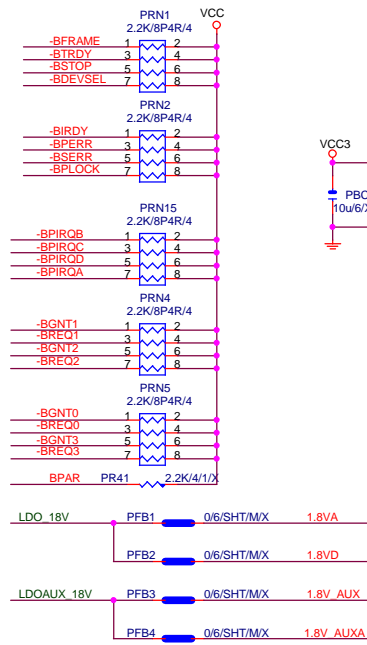 PRN1
2.2K/8P4R/4
VCC
-BFRAME 1 2
-BTRDY 3 4
-BSTOP 5 6
-BDEVSEL 7 8
PRN2
2.2K/8P4R/4
-BIRDY 1 2
-BPERR 3 4
-BSERR 5 6
-BPLOCK 7 8
VCC3
PBC
10u/6/X
PRN15
2.2K/8P4R/4
-BPIRQB 1 2
-BPIRQC 3 4
-BPIRQD 5 6
-BPIRQA 7 8
PRN4
2.2K/8P4R/4
-BGNT1 1 2
-BREQ1 3 4
-BGNT2 5 6
-BREQ2 7 8
PRN5
2.2K/8P4R/4
-BGNT0 1 2
-BREQ0 3 4
-BGNT3 5 6
-BREQ3 7 8
BPAR PR41 2.2K/4/1/X
LDO_18V PFB1 0/6/SHT/M/X 1.8VA
PFB2 0/6/SHT/M/X 1.8VD
LDOAUX_18V PFB3 0/6/SHT/M/X 1.8V_AUX
PFB4 0/6/SHT/M/X 1.8V_AUXA